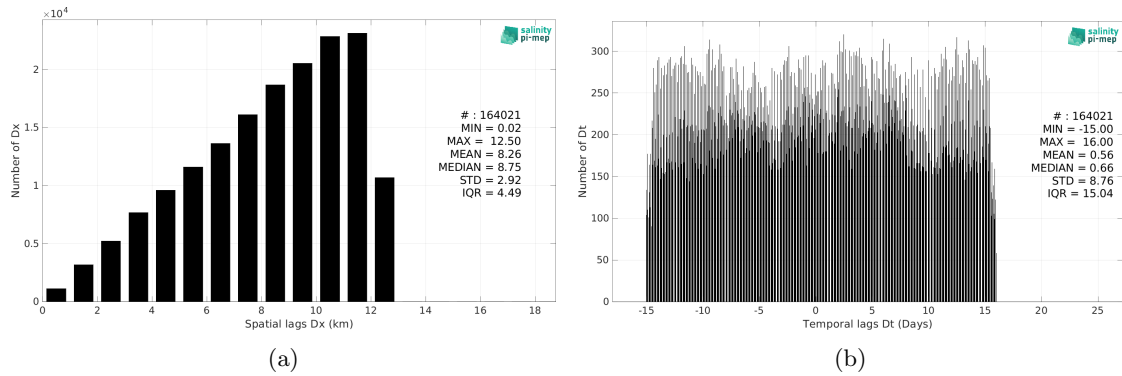 ×10⁴
2
1.5
1
0.5
0
Number of Dx
0 2 4 6 8 10 12 14 16 18
Spatial lags Dx (km)
salinity
pi-mep
# : 164021
MIN = 0.02
MAX = 12.50
MEAN = 8.26
MEDIAN = 8.75
STD = 2.92
IQR = 4.49
(a)
300
250
200
150
100
50
0
Number of Dt
-15 -10 -5 0 5 10 15 20 25
Temporal lags Dt (Days)
salinity
pi-mep
# : 164021
MIN = -15.00
MAX = 16.00
MEAN = 0.56
MEDIAN = 0.66
STD = 8.76
IQR = 15.04
(b)